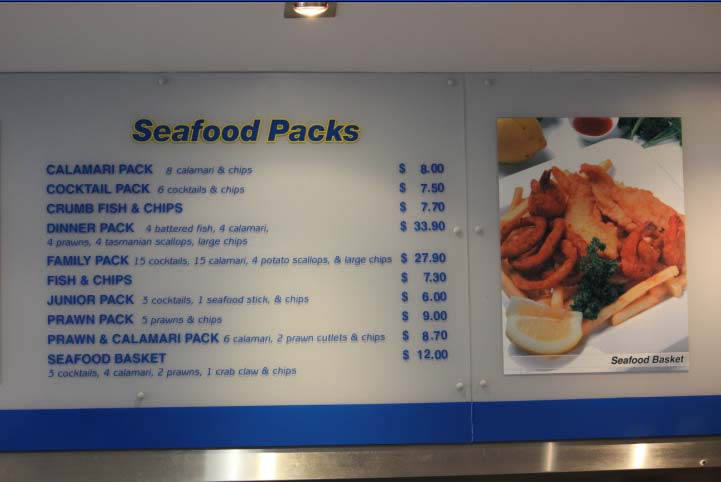 Seafood Packs
CALAMARI PACK 8 calamari & chips $ 8.00
COCKTAIL PACK 6 cocktails & chips $ 7.50
CRUMB FISH & CHIPS $ 7.70
DINNER PACK 4 battered fish, 4 calamari, $ 33.90
4 prawns, 4 tasmanian scallops, large chips
FAMILY PACK 15 cocktails, 15 calamari, 4 potato scallops, & large chips $ 27.90
FISH & CHIPS $ 7.30
JUNIOR PACK 3 cocktails, 1 seafood stick, & chips $ 6.00
PRAWN PACK 5 prawns & chips $ 9.00
PRAWN & CALAMARI PACK 6 calamari, 2 prawn cutlets & chips $ 8.70
SEAFOOD BASKET $ 12.00
3 cocktails, 4 calamari, 2 prawns, 1 crab claw & chips
Seafood Basket